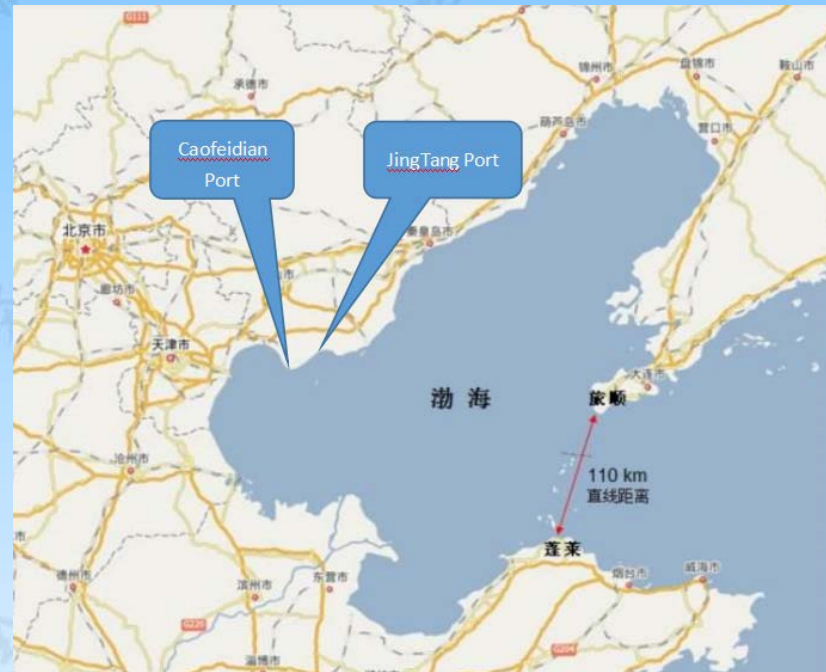 G111
承德市
锦州市
盘锦市
鞍山市
葫芦岛市
营口市
Caofeidian
Port
JingTang Port
北京市
秦皇岛市
廊坊市
天津市
大连市
渤海
旅顺
沧州市
110 km
直线距离
蓬莱
烟台市
威海市
德州市
滨州市
东营市
G220
G204
淄博市